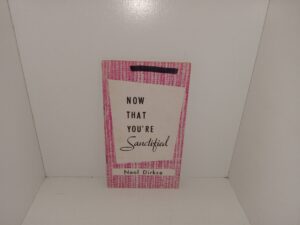 NOW
THAT
YOU'RE
Sanctified
Noel Dirkse